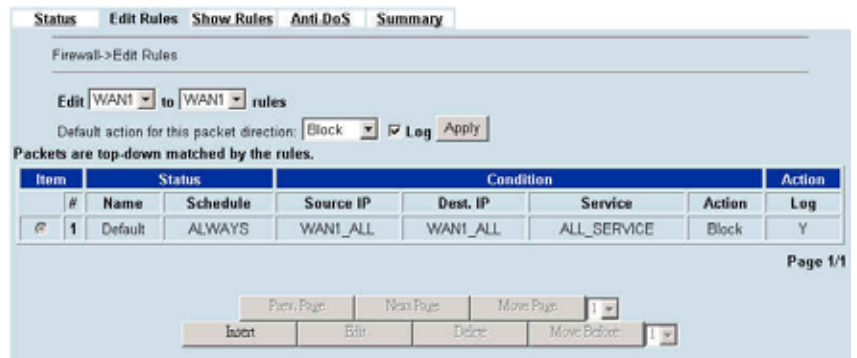 Status Edit Rules Show Rules Anti-DoS Summary
Firewall->Edit Rules
Edit WAN1 to WAN1 rules
Default action for this packet direction: Block Log Apply
Packets are top-down matched by the rules.
Item Status Condition Action
# Name Schedule Source IP Dest. IP Service Action Log
1 Default ALWAYS WAN1_ALL WAN1_ALL ALL_SERVICE Block Y
Page 1/1
Prev. Page Next Page Move Page 1
Insert Edit Delete Move Before 1